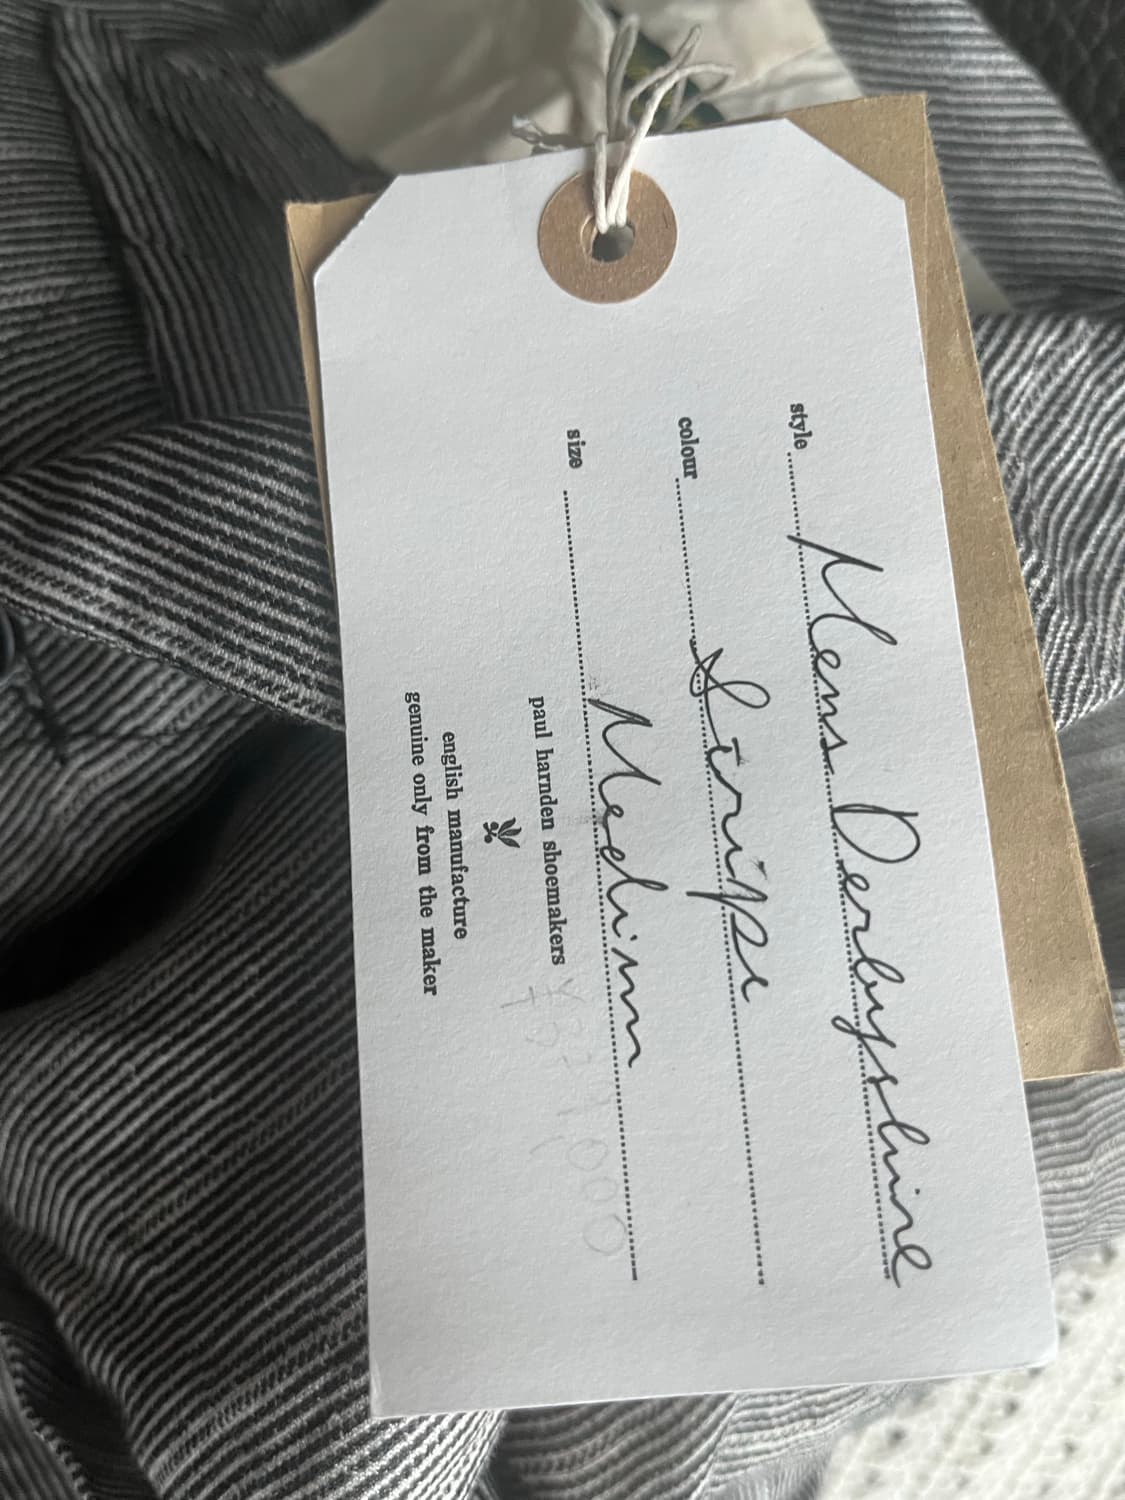 style Mens Derbyshire
colour Stripe
size Medium
paul harnden shoemakers
english manufacture
genuine only from the maker